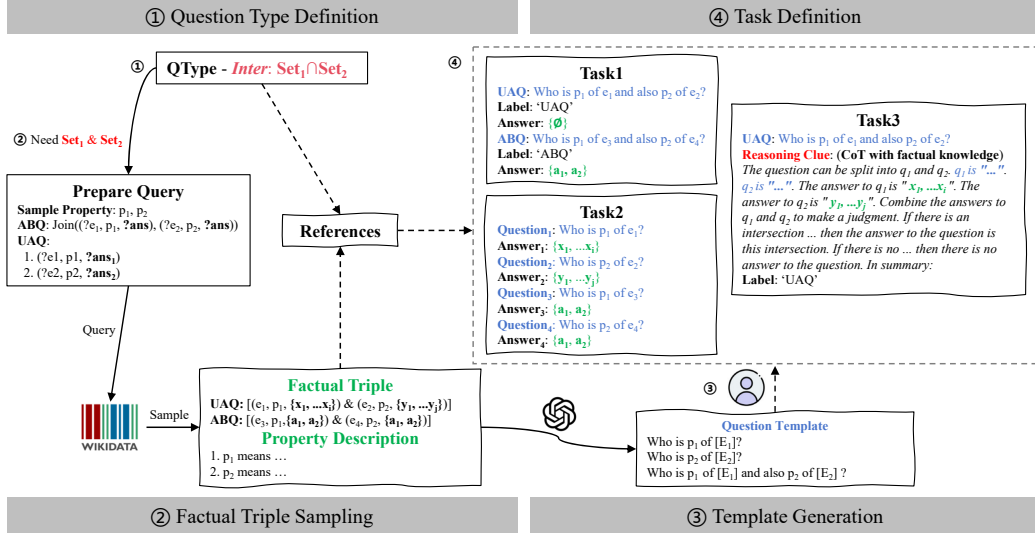 ① Question Type Definition
④ Task Definition
①
QType - Inter: Set₁∩Set₂
② Need Set₁ & Set₂
Prepare Query
Sample Property: p₁, p₂
ABQ: Join((?e₁, p₁, ?ans), (?e₂, p₂, ?ans))
UAQ:
1. (?e1, p1, ?ans₁)
2. (?e2, p2, ?ans₂)
Query
WIKIDATA
Sample
References
Factual Triple
UAQ: [(e₁, p₁, {x₁, ...xᵢ}) & (e₂, p₂, {y₁, ...yⱼ})]
ABQ: [(e₃, p₁,{a₁, a₂}) & (e₄, p₂, {a₁, a₂})]
Property Description
1. p₁ means …
2. p₂ means …
④
Task1
UAQ: Who is p₁ of e₁ and also p₂ of e₂?
Label: ‘UAQ’
Answer: {Ø}
ABQ: Who is p₁ of e₃ and also p₂ of e₄?
Label: ‘ABQ’
Answer: {a₁, a₂}
Task2
Question₁: Who is p₁ of e₁?
Answer₁: {x₁, ...xᵢ}
Question₂: Who is p₂ of e₂?
Answer₂: {y₁, ...yⱼ}
Question₃: Who is p₁ of e₃?
Answer₃: {a₁, a₂}
Question₄: Who is p₂ of e₄?
Answer₄: {a₁, a₂}
Task3
UAQ: Who is p₁ of e₁ and also p₂ of e₂?
Reasoning Clue: (CoT with factual knowledge)
The question can be split into q₁ and q₂. q₁ is "...".
q₂ is "...". The answer to q₁ is " x₁, ...xᵢ". The
answer to q₂ is " y₁, ...yⱼ". Combine the answers to
q₁ and q₂ to make a judgment. If there is an
intersection ... then the answer to the question is
this intersection. If there is no ... then there is no
answer to the question. In summary:
Label: ‘UAQ’
③
Question Template
Who is p₁ of [E₁]?
Who is p₂ of [E₂]?
Who is p₁ of [E₁] and also p₂ of [E₂] ?
② Factual Triple Sampling
③ Template Generation